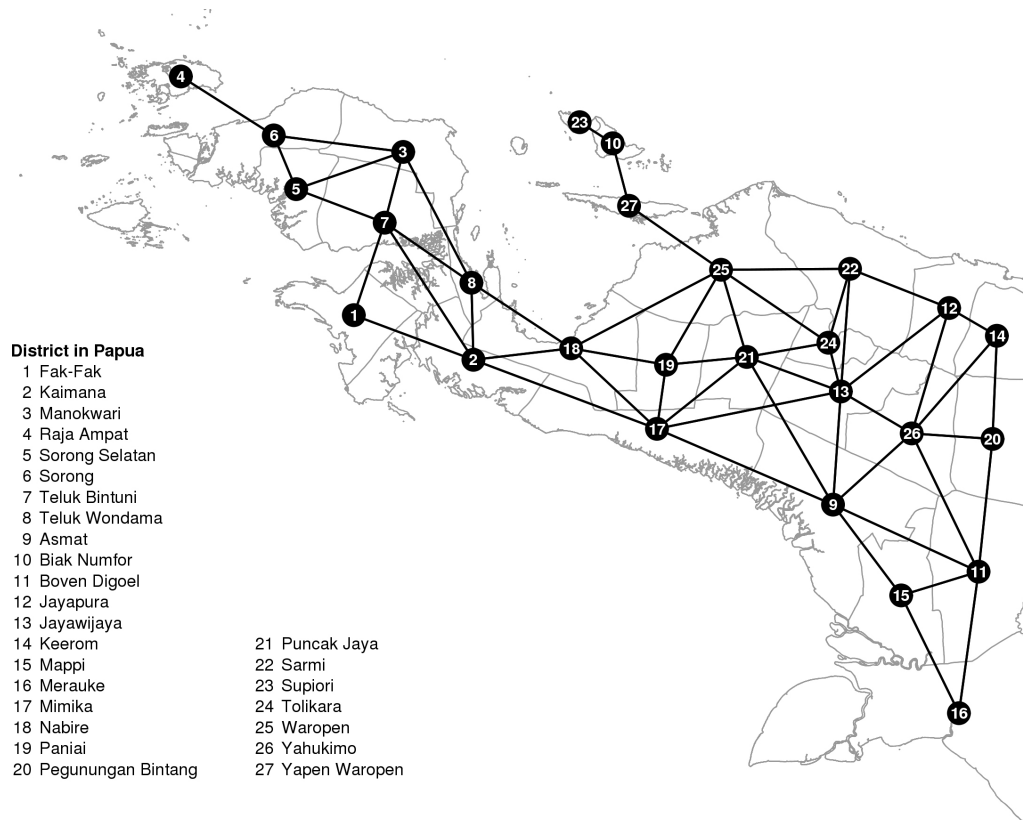 4
23
6
10
3
5
27
7
25
22
8
12
1
14
24
18
2
19
21
13
17
26
20
9
11
15
16
District in Papua
1 Fak-Fak
2 Kaimana
3 Manokwari
4 Raja Ampat
5 Sorong Selatan
6 Sorong
7 Teluk Bintuni
8 Teluk Wondama
9 Asmat
10 Biak Numfor
11 Boven Digoel
12 Jayapura
13 Jayawijaya
14 Keerom
15 Mappi
16 Merauke
17 Mimika
18 Nabire
19 Paniai
20 Pegunungan Bintang
21 Puncak Jaya
22 Sarmi
23 Supiori
24 Tolikara
25 Waropen
26 Yahukimo
27 Yapen Waropen